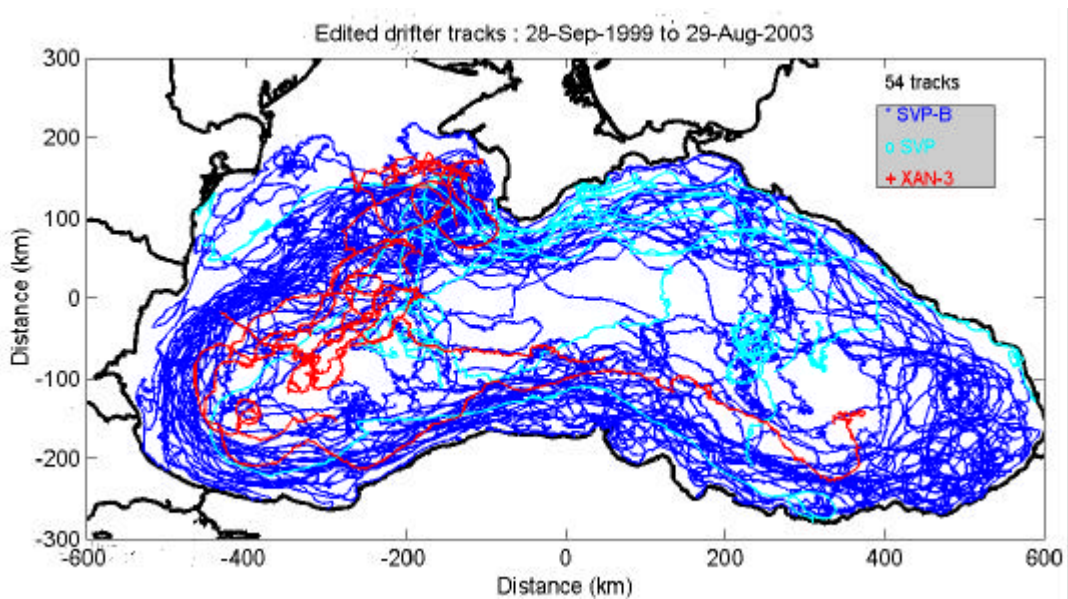 Edited drifter tracks : 28-Sep-1999 to 29-Aug-2003
300
200
100
0
-100
-200
-300
Distance (km)
54 tracks
* SVP-B
o SVP
+ XAN-3
-600
-400
-200
0
200
400
600
Distance (km)